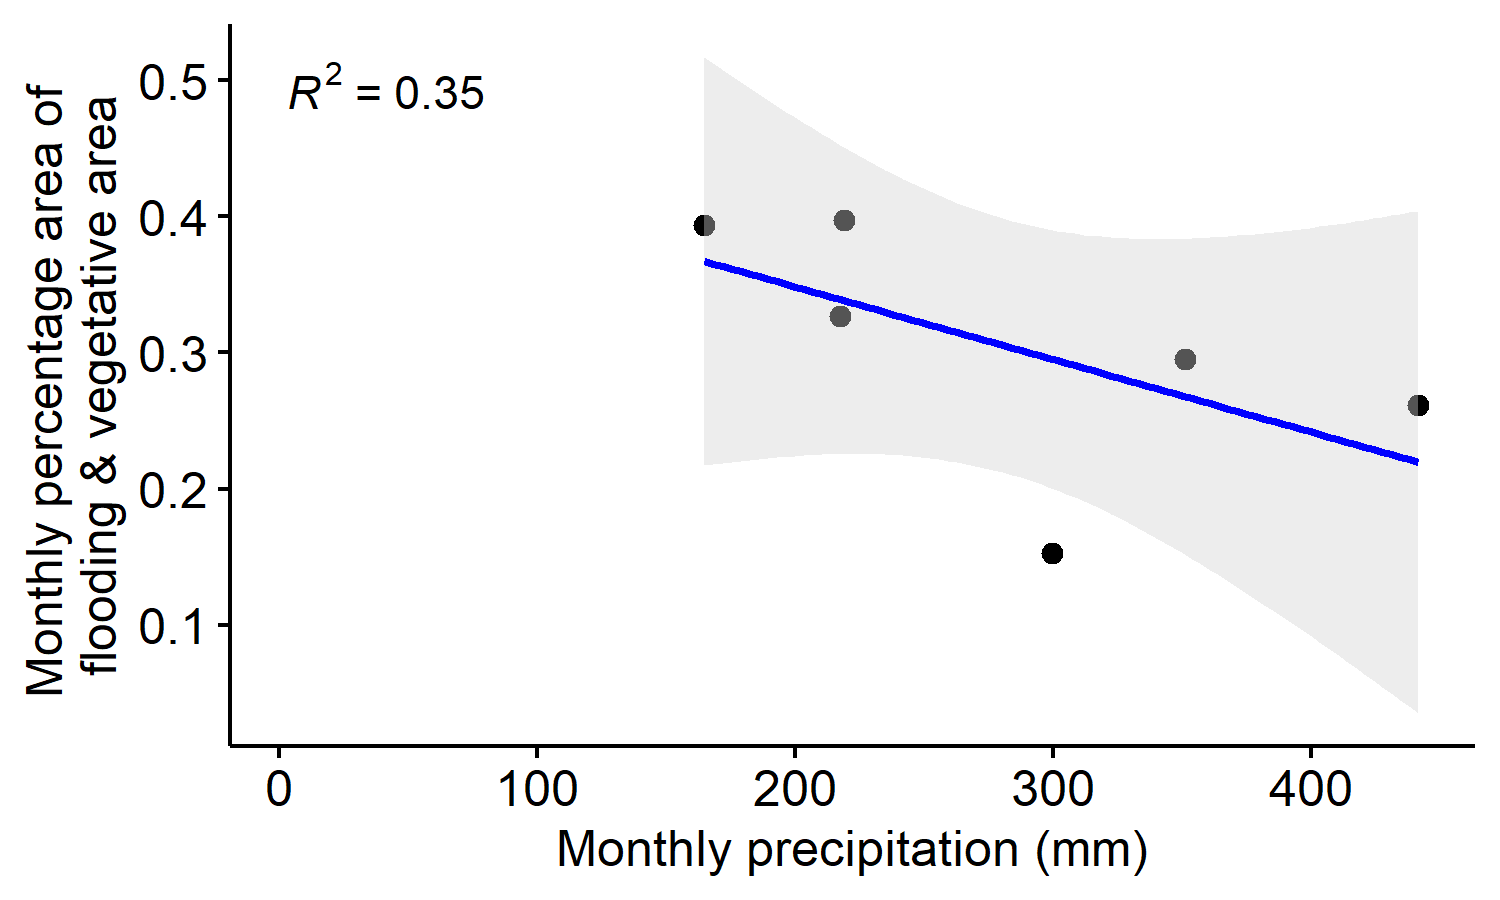 Monthly percentage area of
flooding & vegetative area
0.5
0.4
0.3
0.2
0.1
R² = 0.35
0 100 200 300 400
Monthly precipitation (mm)